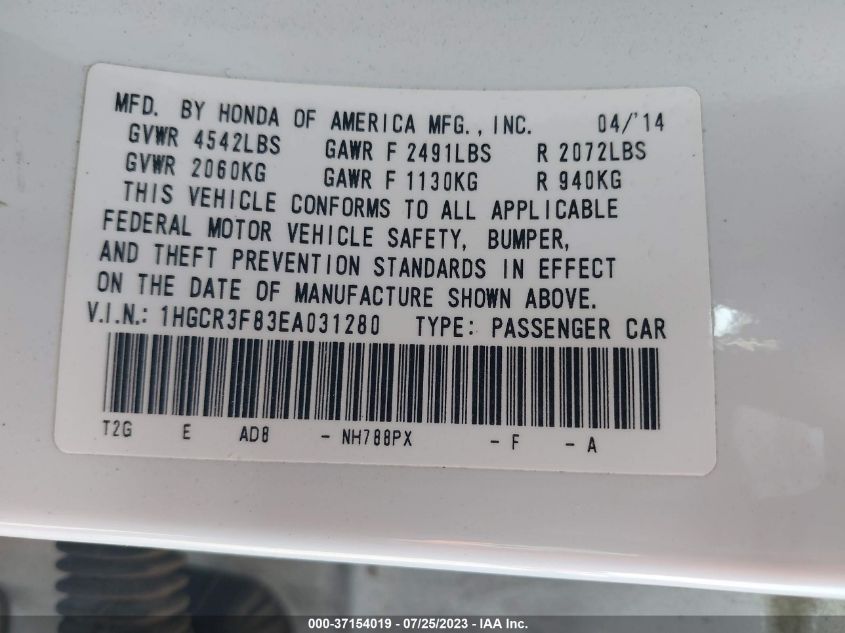 MFD. BY HONDA OF AMERICA MFG., INC. 04/'14
GVWR 4542LBS GAWR F 2491LBS R 2072LBS
GVWR 2060KG GAWR F 1130KG R 940KG
THIS VEHICLE CONFORMS TO ALL APPLICABLE
FEDERAL MOTOR VEHICLE SAFETY, BUMPER,
AND THEFT PREVENTION STANDARDS IN EFFECT
ON THE DATE OF MANUFACTURE SHOWN ABOVE.
V.I.N.: 1HGCR3F83EA031280 TYPE: PASSENGER CAR
T2G E AD8 - NH788PX - F - A
000-37154019 - 07/25/2023 - IAA Inc.